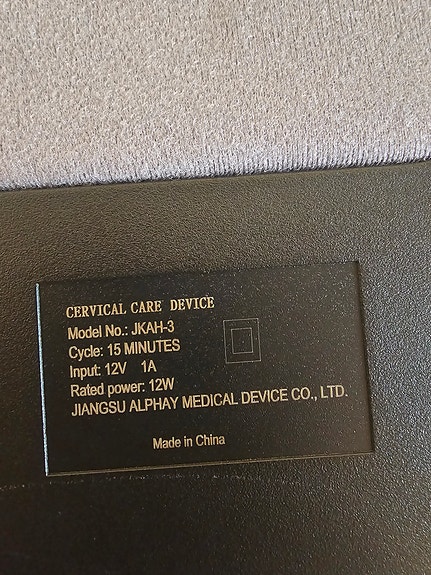 CERVICAL CARE DEVICE
Model No.: JKAH-3
Cycle: 15 MINUTES
Input: 12V 1A
Rated power: 12W
JIANGSU ALPHAY MEDICAL DEVICE CO., LTD.
Made in China